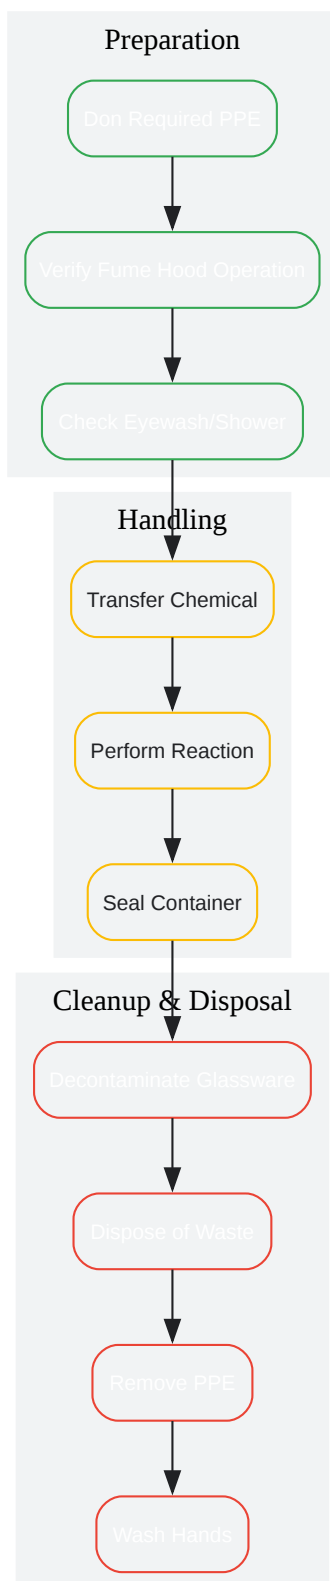 Preparation
Don Required PPE
Verify Fume Hood Operation
Check Eyewash/Shower
Handling
Transfer Chemical
Perform Reaction
Seal Container
Cleanup & Disposal
Decontaminate Glassware
Dispose of Waste
Remove PPE
Wash Hands